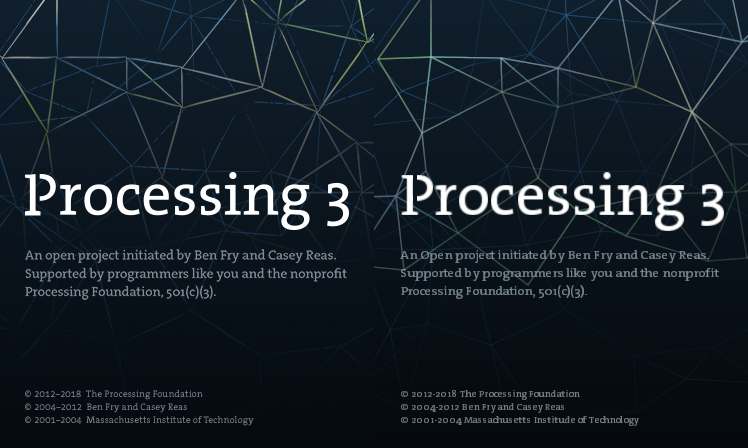 Processing 3
An open project initiated by Ben Fry and Casey Reas.
Supported by programmers like you and the nonprofit
Processing Foundation, 501(c)(3).
© 2012–2018 The Processing Foundation
© 2004–2012 Ben Fry and Casey Reas
© 2001–2004 Massachusetts Institute of Technology
Processing 3
An Open project initiated by Ben Fry and Casey Reas.
Supported by programmers like you and the nonprofit
Processing Foundation, 501(c)(3).
© 2012-2018 The Processing Foundation
© 2004-2012 Ben Fry and Casey Reas
© 2001-2004 Massachusetts Institude of Technology